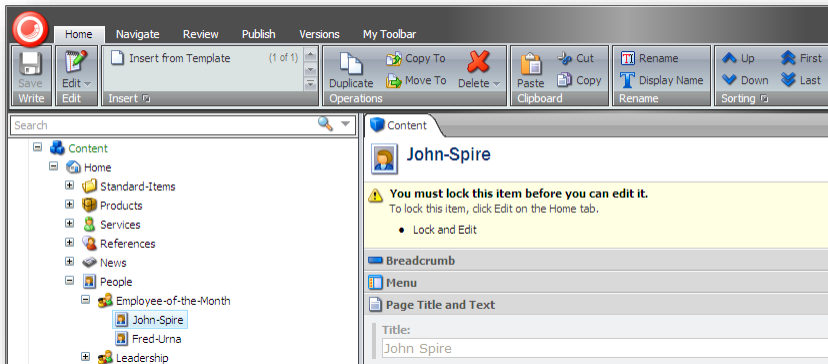 Home Navigate Review Publish Versions My Toolbar
Save
Write
Edit
Edit
Insert from Template (1 of 1)
Insert
Duplicate
Copy To
Move To
Delete
Operations
Paste
Cut
Copy
Clipboard
Rename
Display Name
Rename
Up
Down
First
Last
Sorting
Search
Content
Home
Standard-Items
Products
Services
References
News
People
Employee-of-the-Month
John-Spire
Fred-Urna
Leadership
Content
John-Spire
You must lock this item before you can edit it.
To lock this item, click Edit on the Home tab.
• Lock and Edit
Breadcrumb
Menu
Page Title and Text
Title:
John Spire